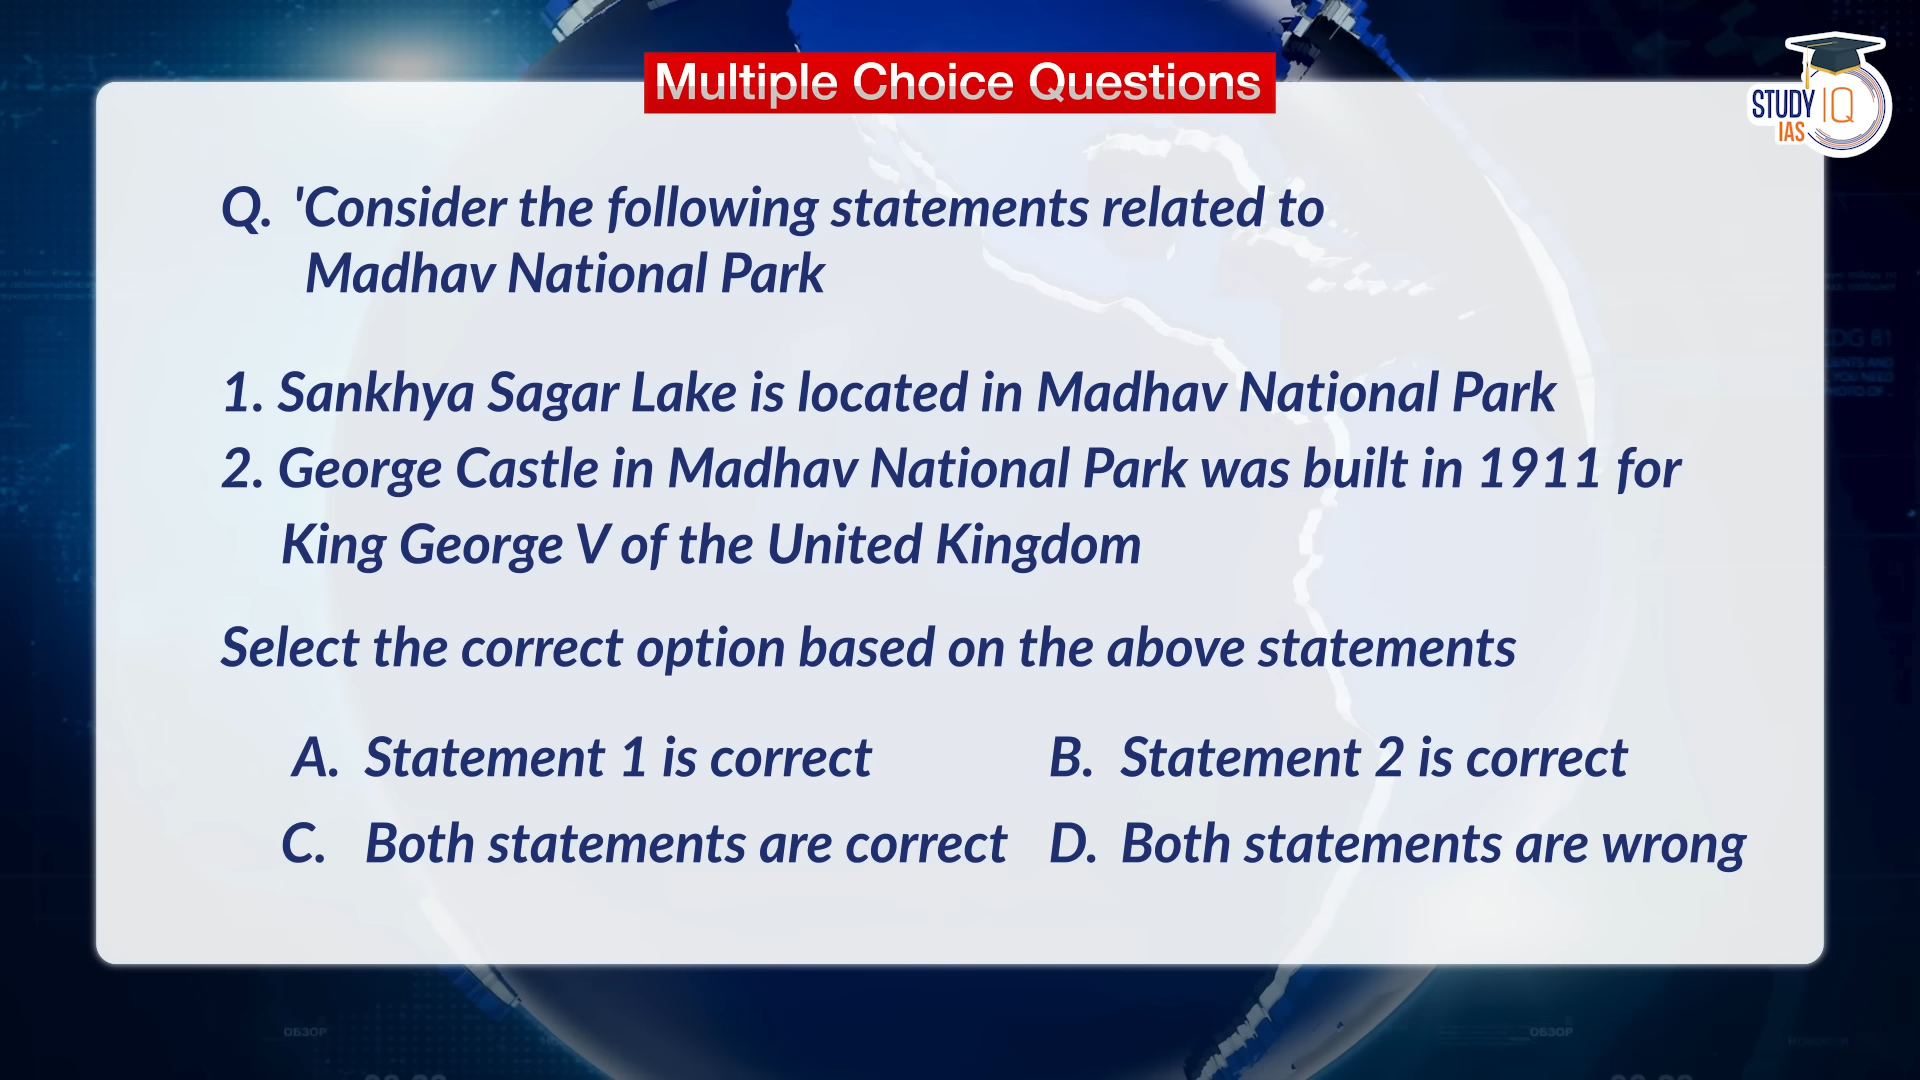 Multiple Choice Questions
STUDY IQ
IAS
Q. 'Consider the following statements related to
Madhav National Park
1. Sankhya Sagar Lake is located in Madhav National Park
2. George Castle in Madhav National Park was built in 1911 for
King George V of the United Kingdom
Select the correct option based on the above statements
A. Statement 1 is correct B. Statement 2 is correct
C. Both statements are correct D. Both statements are wrong
ОБЗОР ОБЗОР